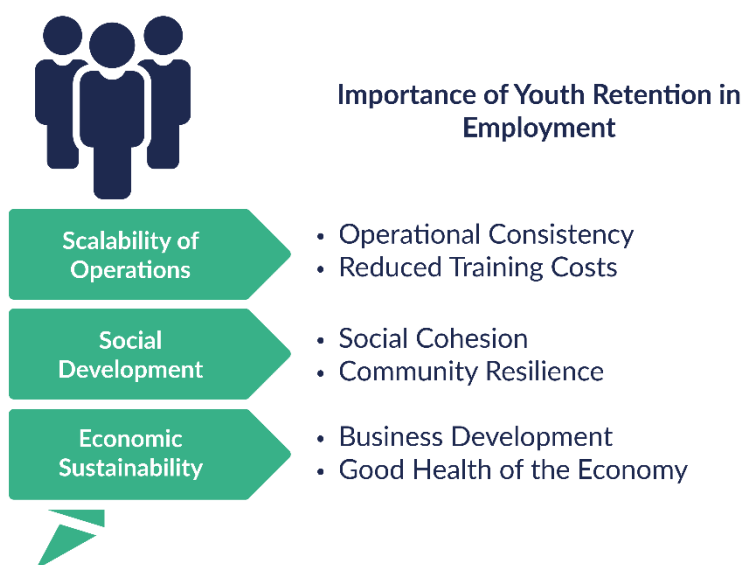 Importance of Youth Retention in
Employment
Scalability of
Operations
• Operational Consistency
• Reduced Training Costs
Social
Development
• Social Cohesion
• Community Resilience
Economic
Sustainability
• Business Development
• Good Health of the Economy